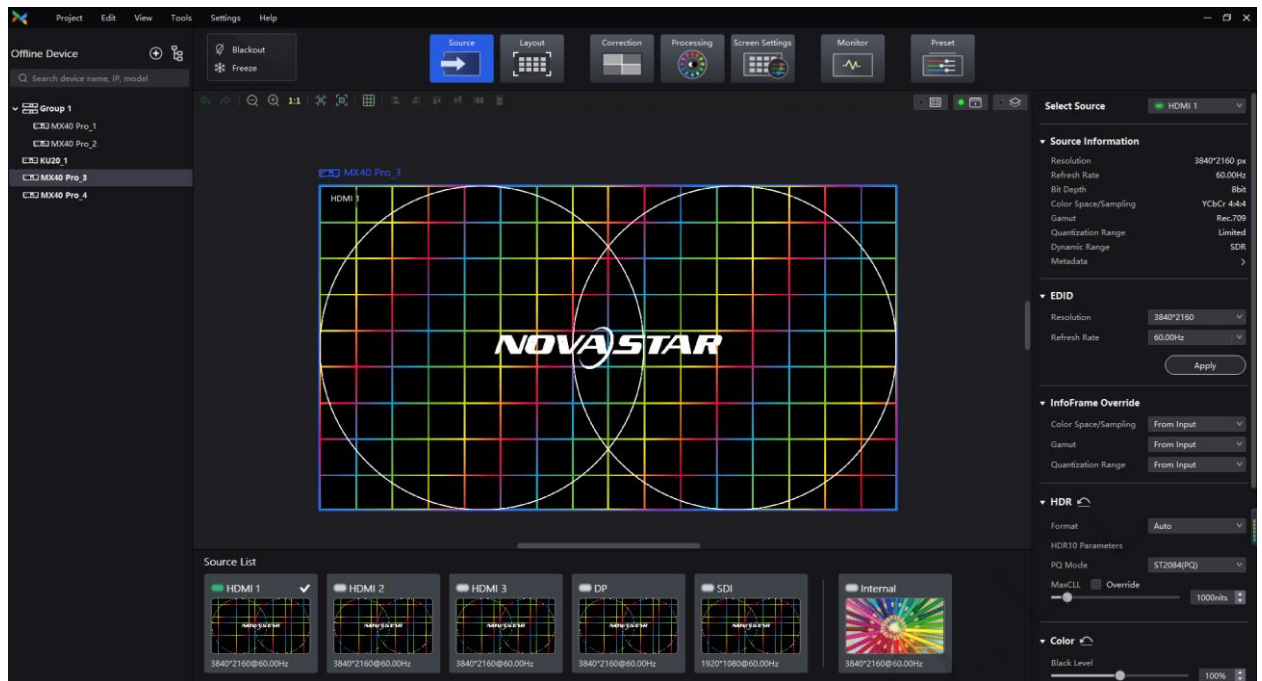 Project Edit View Tools Settings Help
Offline Device
Search device name, IP, model
Group 1
MX40 Pro_1
MX40 Pro_2
KU20_1
MX40 Pro_3
MX40 Pro_4
Blackout
Freeze
Source Layout Correction Processing Screen Settings Monitor Preset
1:1
MX40 Pro_3
HDMI 1
NOVASTAR
Source List
HDMI 1 HDMI 2 HDMI 3 DP SDI Internal
NOVASTAR NOVASTAR NOVASTAR NOVASTAR NOVASTAR
3840*2160@60.00Hz 3840*2160@60.00Hz 3840*2160@60.00Hz 3840*2160@60.00Hz 1920*1080@60.00Hz 3840*2160@60.00Hz
Select Source HDMI 1
Source Information
Resolution 3840*2160 px
Refresh Rate 60.00Hz
Bit Depth 8bit
Color Space/Sampling YCbCr 4:4:4
Gamut Rec.709
Quantization Range Limited
Dynamic Range SDR
Metadata
EDID
Resolution 3840*2160
Refresh Rate 60.00Hz
Apply
InfoFrame Override
Color Space/Sampling From Input
Gamut From Input
Quantization Range From Input
HDR
Format Auto
HDR10 Parameters
PQ Mode ST2084(PQ)
MaxCLL Override
1000nits
Color
Black Level
100%